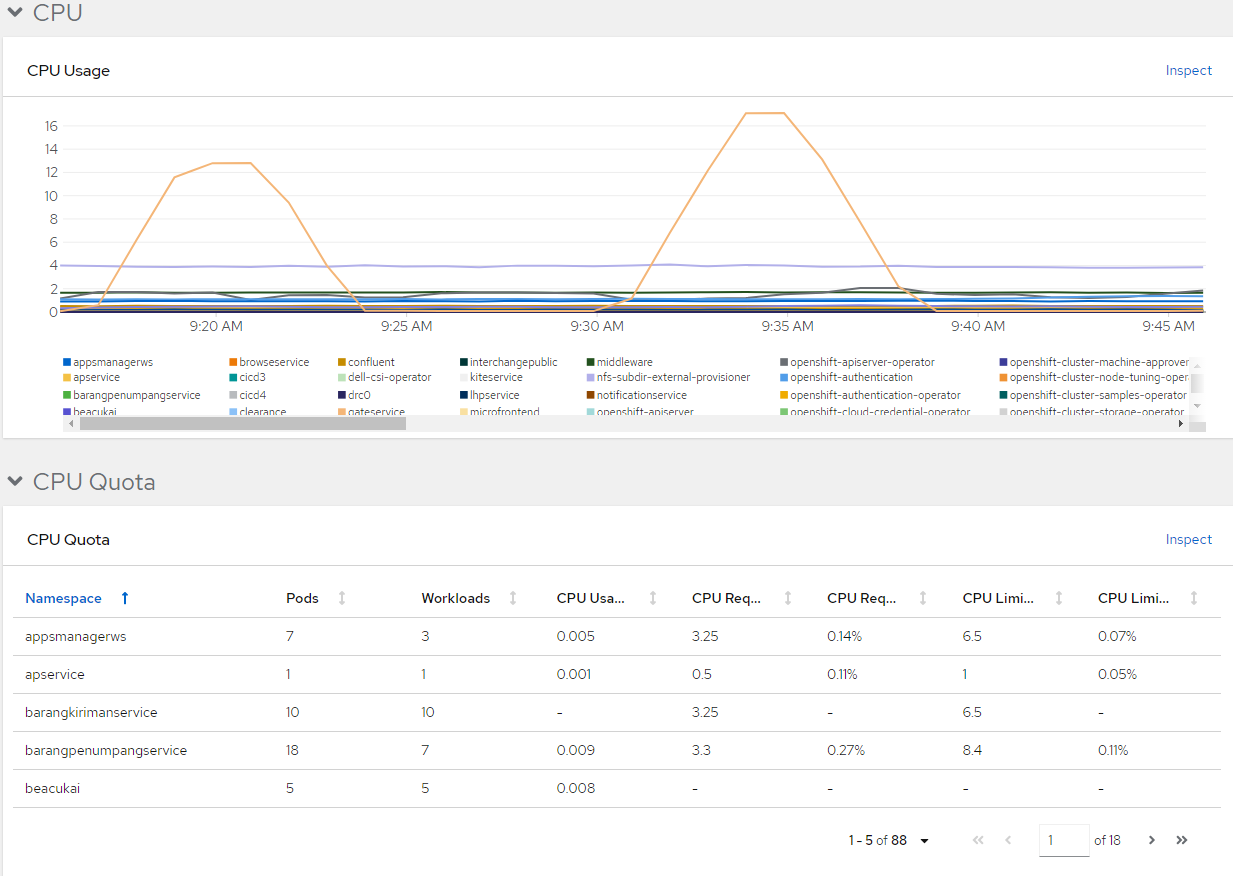 CPU
CPU Usage Inspect
16
14
12
10
8
6
4
2
0
9:20 AM 9:25 AM 9:30 AM 9:35 AM 9:40 AM 9:45 AM
appsmanagerws browseservice confluent interchangepublic middleware openshift-apiserver-operator openshift-cluster-machine-approver
apservice cicd3 dell-csi-operator kiteservice nfs-subdir-external-provisioner openshift-authentication openshift-cluster-node-tuning-oper
barangpenumpangservice cicd4 drc0 lhpservice notificationservice openshift-authentication-operator openshift-cluster-samples-operator
beacukai clearance gateservice microfrontend openshift-apiserver openshift-cloud-credential-operator openshift-cluster-storage-operator
CPU Quota
CPU Quota Inspect
Namespace Pods Workloads CPU Usa... CPU Req... CPU Req... CPU Limi... CPU Limi...
appsmanagerws 7 3 0.005 3.25 0.14% 6.5 0.07%
apservice 1 1 0.001 0.5 0.11% 1 0.05%
barangkirimanservice 10 10 - 3.25 - 6.5 -
barangpenumpangservice 18 7 0.009 3.3 0.27% 8.4 0.11%
beacukai 5 5 0.008 - - - -
1 - 5 of 88 1 of 18